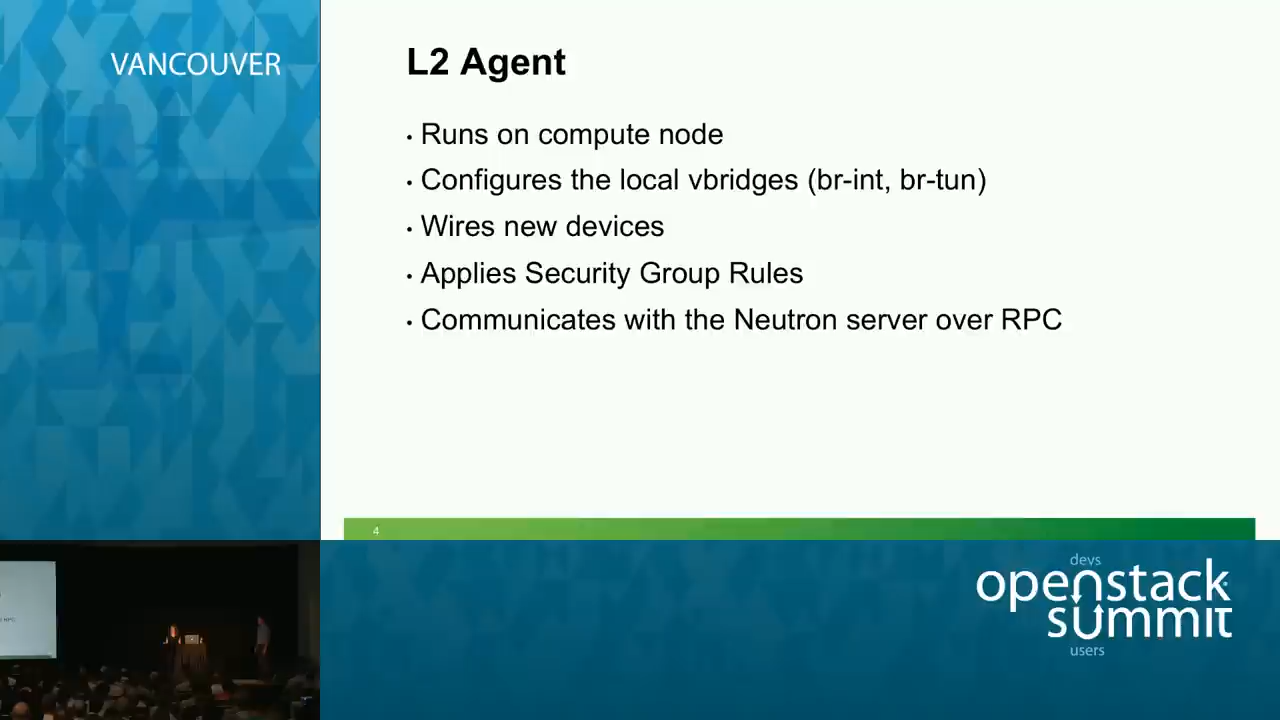 VANCOUVER
L2 Agent
• Runs on compute node
• Configures the local vbridges (br-int, br-tun)
• Wires new devices
• Applies Security Group Rules
• Communicates with the Neutron server over RPC
4
devs
openstack
summit
users